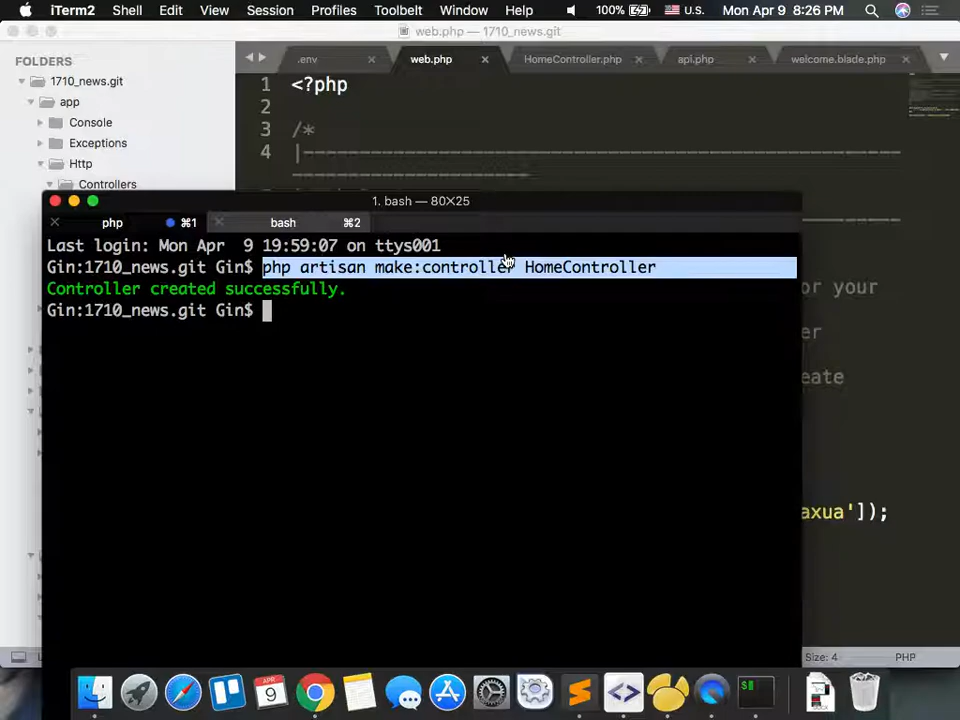 iTerm2 Shell Edit View Session Profiles Toolbelt Window Help 100% U.S. Mon Apr 9 8:26 PM
web.php — 1710_news.git
FOLDERS
1710_news.git
app
Console
Exceptions
Http
Controllers
.env
web.php
HomeController.php
api.php
welcome.blade.php
1 <?php
2
3 /*
4 |--------------------------------------------------------------------------
1. bash — 80×25
php ⌘1
bash ⌘2
Last login: Mon Apr  9 19:59:07 on ttys001
Gin:1710_news.git Gin$ php artisan make:controller HomeController
Controller created successfully.
Gin:1710_news.git Gin$
or your
er
eate
axua']);
Size: 4
PHP
APR
9
$